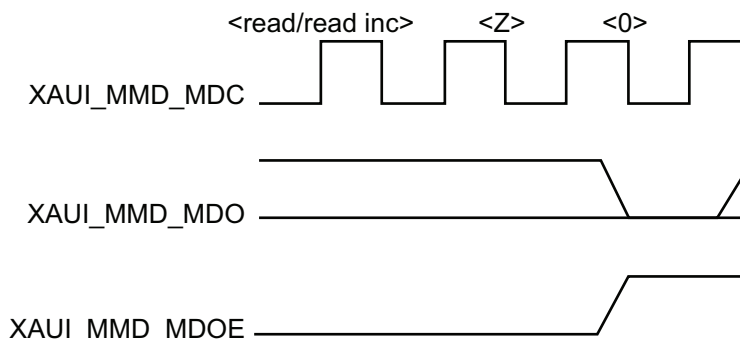 <read/read inc> <Z> <0>
XAUI_MMD_MDC
XAUI_MMD_MDO
XAUI_MMD_MDOE